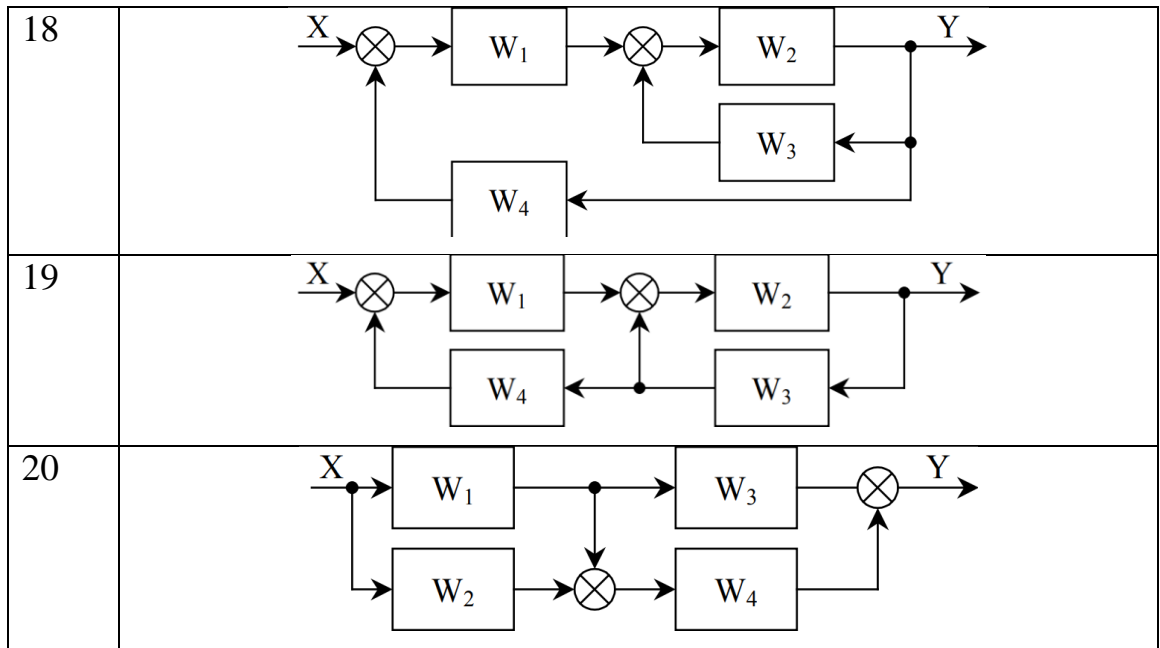 18
X W₁ W₂ Y
W₃
W₄
19
X W₁ W₂ Y
W₄ W₃
20
X W₁ W₃ Y
W₂ W₄